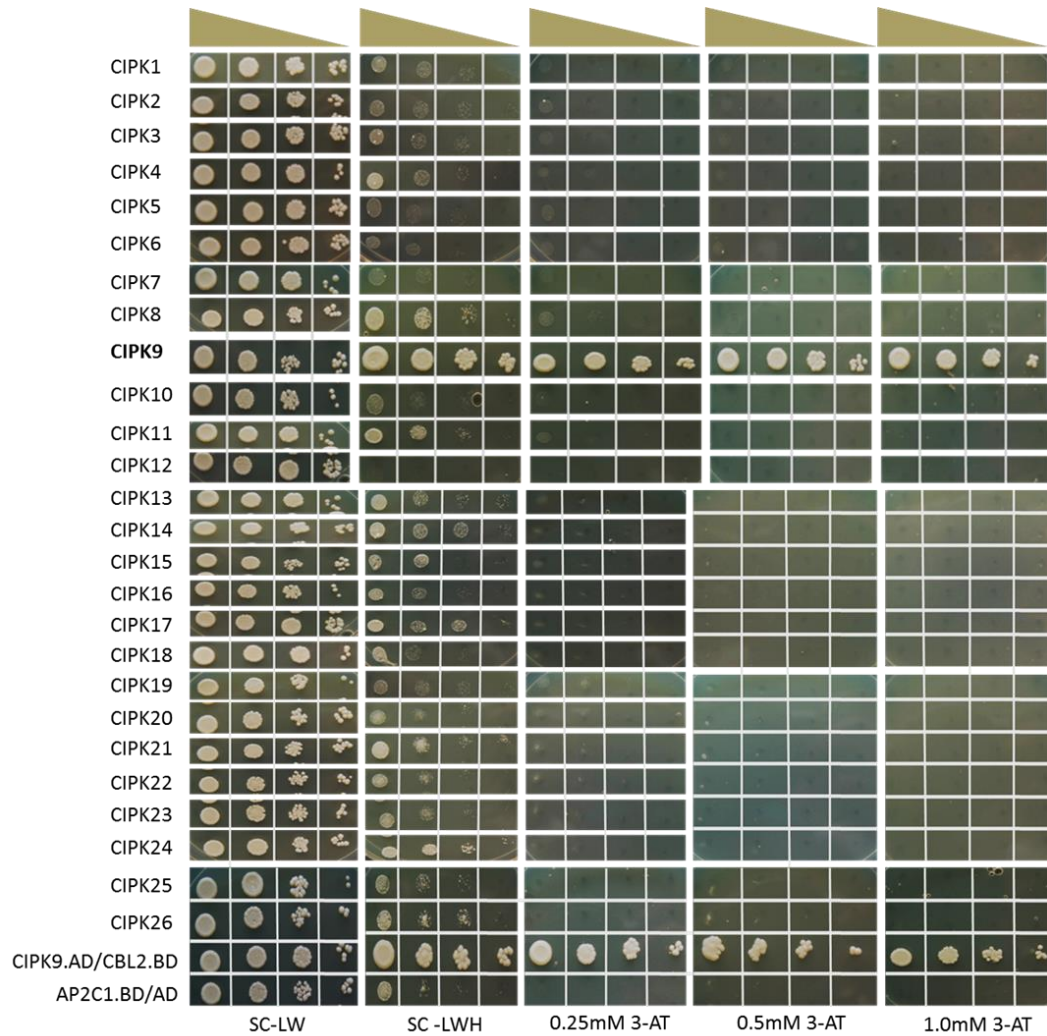 CIPK1
CIPK2
CIPK3
CIPK4
CIPK5
CIPK6
CIPK7
CIPK8
CIPK9
CIPK10
CIPK11
CIPK12
CIPK13
CIPK14
CIPK15
CIPK16
CIPK17
CIPK18
CIPK19
CIPK20
CIPK21
CIPK22
CIPK23
CIPK24
CIPK25
CIPK26
CIPK9.AD/CBL2.BD
AP2C1.BD/AD
SC-LW SC -LWH 0.25mM 3-AT 0.5mM 3-AT 1.0mM 3-AT